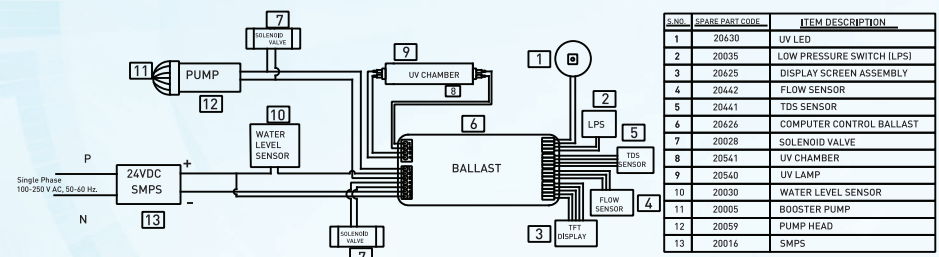 7
SOLENOID
VALVE
11
PUMP
12
9
UV CHAMBER
8
1
2
LPS
10
WATER
LEVEL
SENSOR
6
BALLAST
5
TDS
SENSOR
P
Single Phase
100-250 V AC, 50-60 Hz.
N
24VDC
SMPS
+
-
13
FLOW
SENSOR
4
3
TFT
DISPLAY
SOLENOID
VALVE
7
S.NO. SPARE PART CODE ITEM DESCRIPTION
1 20630 UV LED
2 20035 LOW PRESSURE SWITCH (LPS)
3 20625 DISPLAY SCREEN ASSEMBLY
4 20442 FLOW SENSOR
5 20441 TDS SENSOR
6 20626 COMPUTER CONTROL BALLAST
7 20028 SOLENOID VALVE
8 20541 UV CHAMBER
9 20540 UV LAMP
10 20030 WATER LEVEL SENSOR
11 20005 BOOSTER PUMP
12 20059 PUMP HEAD
13 20016 SMPS